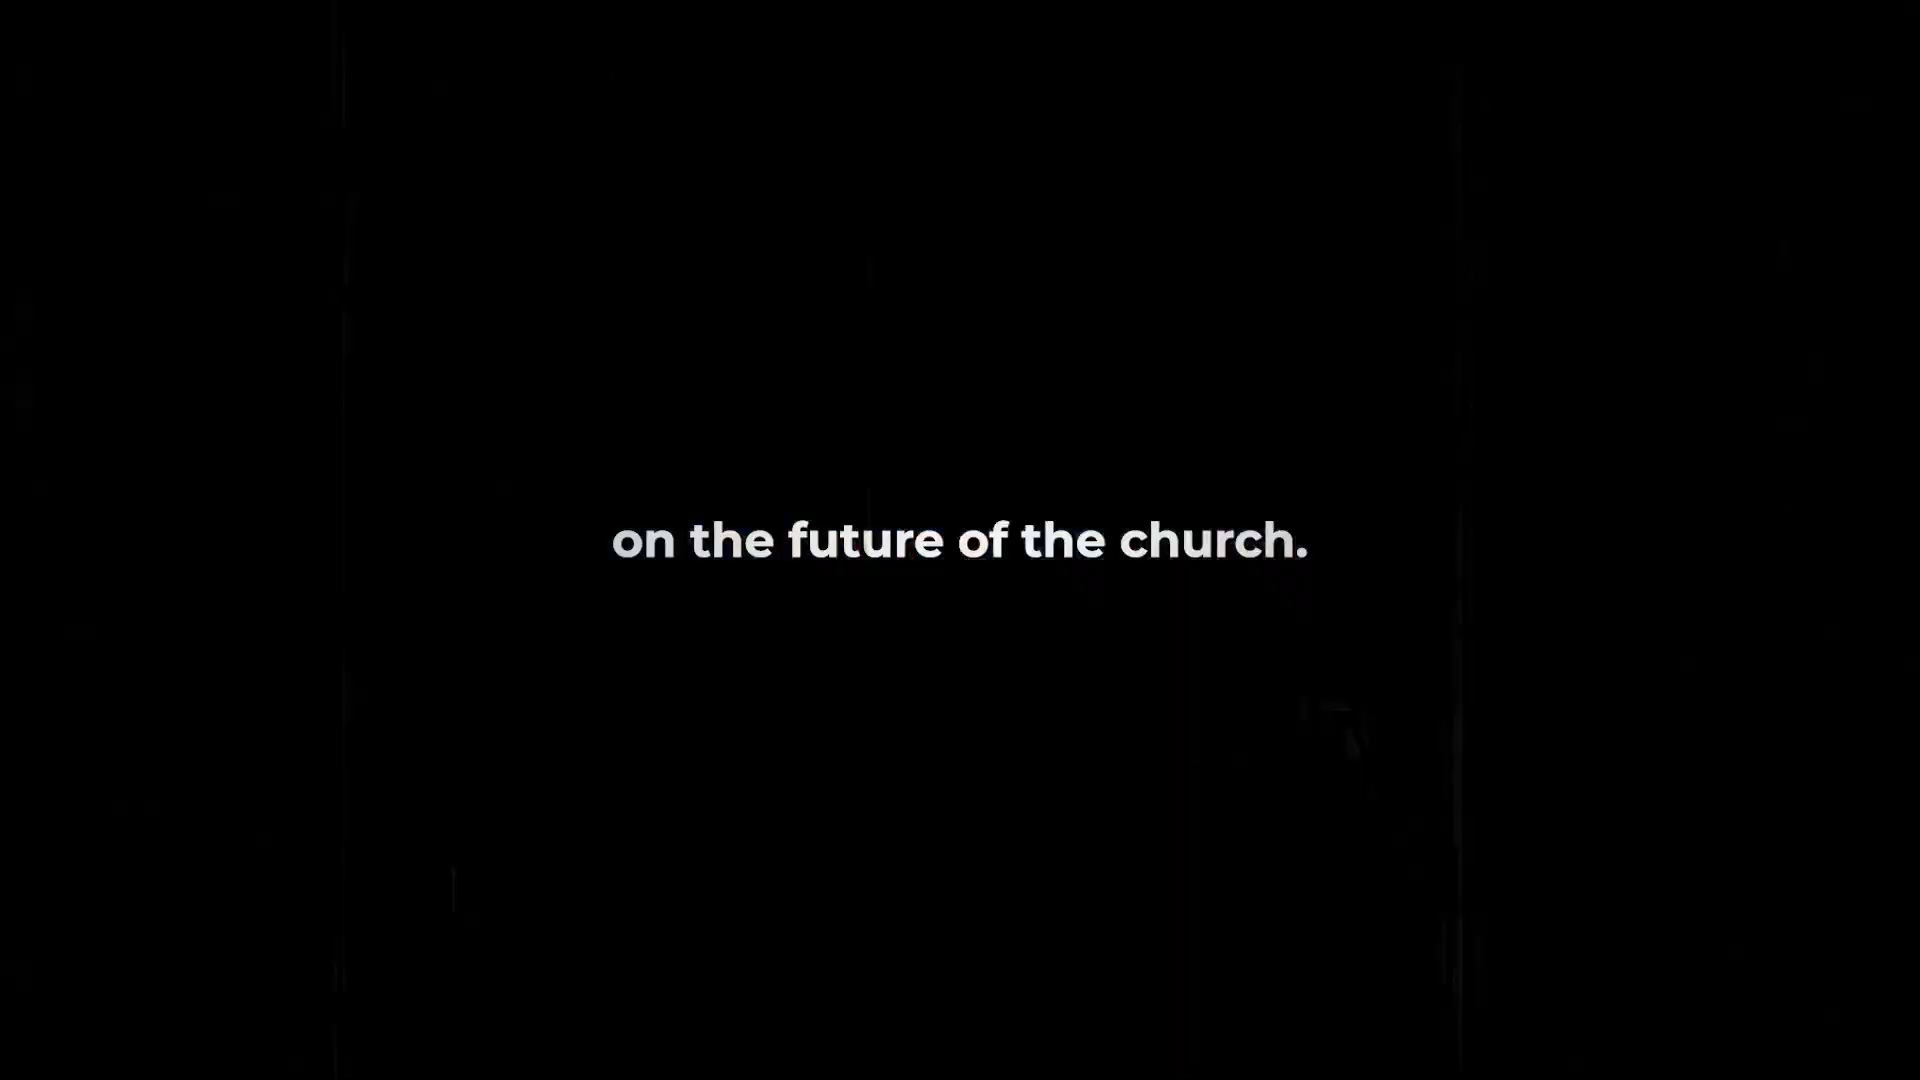 on the future of the church.